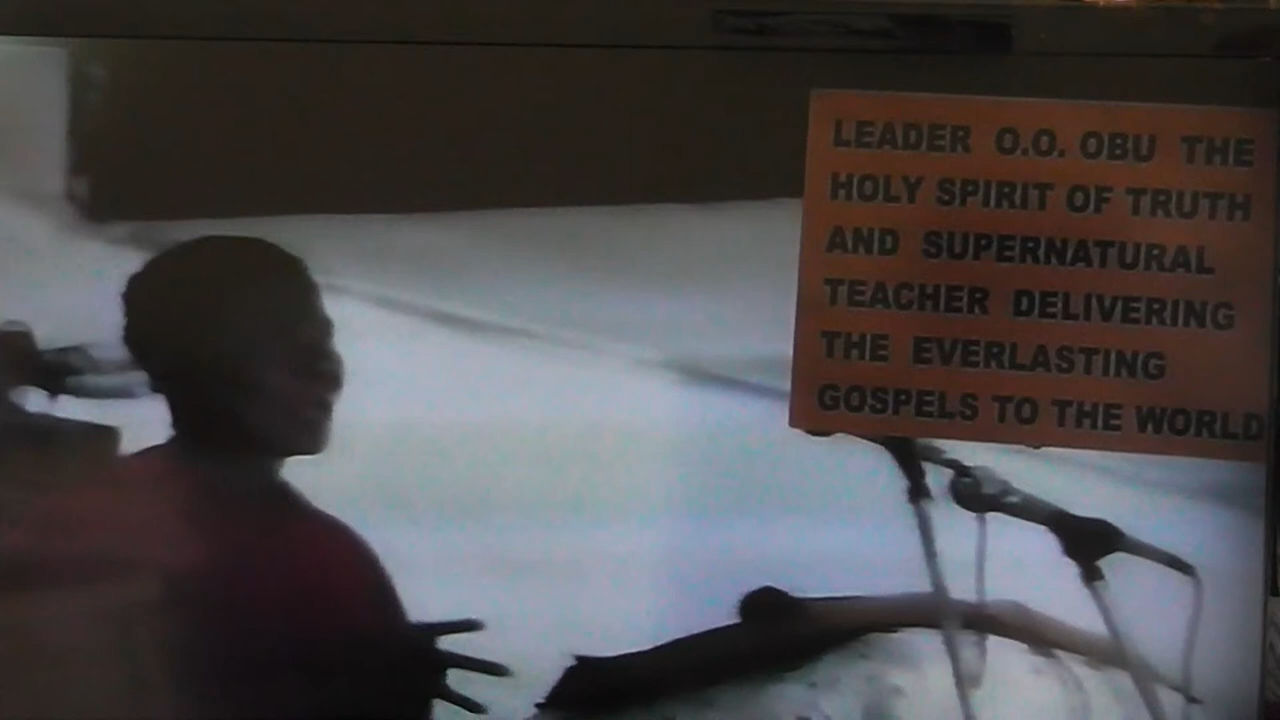 LEADER O.O. OBU THE
HOLY SPIRIT OF TRUTH
AND SUPERNATURAL
TEACHER DELIVERING
THE EVERLASTING
GOSPELS TO THE WORLD